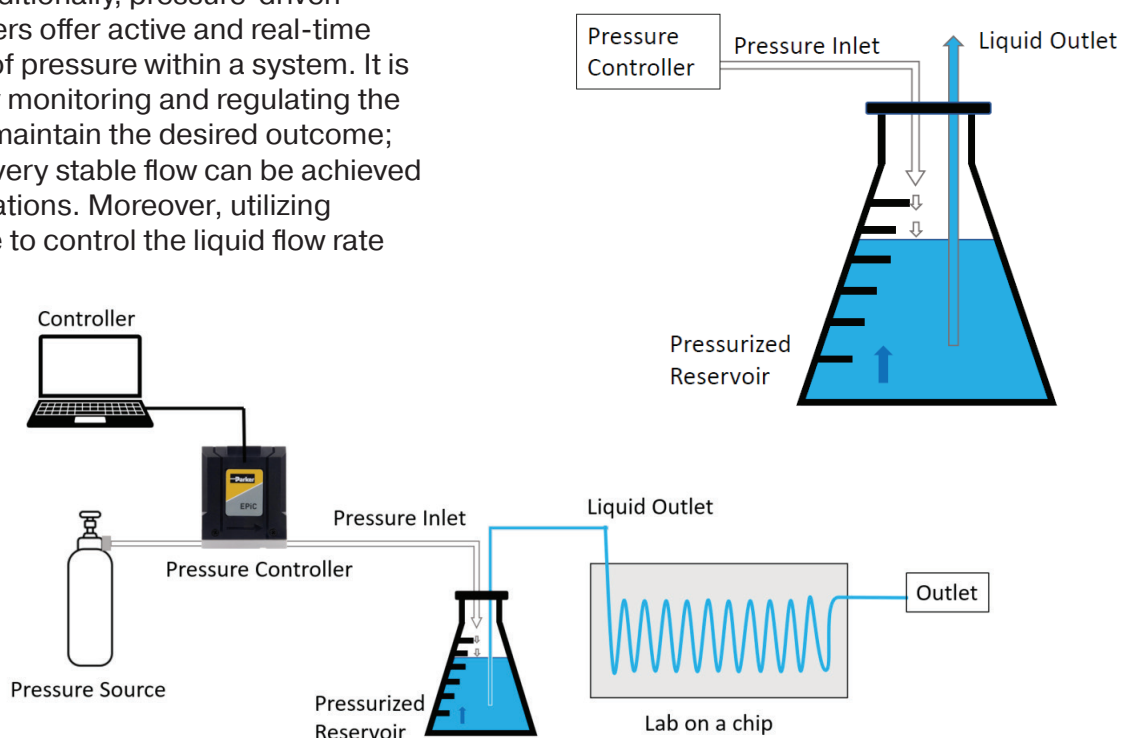 pressure-driven
offer active and real-time
of pressure within a system. It is
monitoring and regulating the
maintain the desired outcome;
very stable flow can be achieved
Moreover, utilizing
to control the liquid flow rate
Pressure
Controller
Pressure Inlet
Liquid Outlet
Pressurized
Reservoir
Controller
Parker
EPIC
Pressure Inlet
Liquid Outlet
Pressure Controller
Outlet
Pressure Source
Pressurized
Reservoir
Lab on a chip